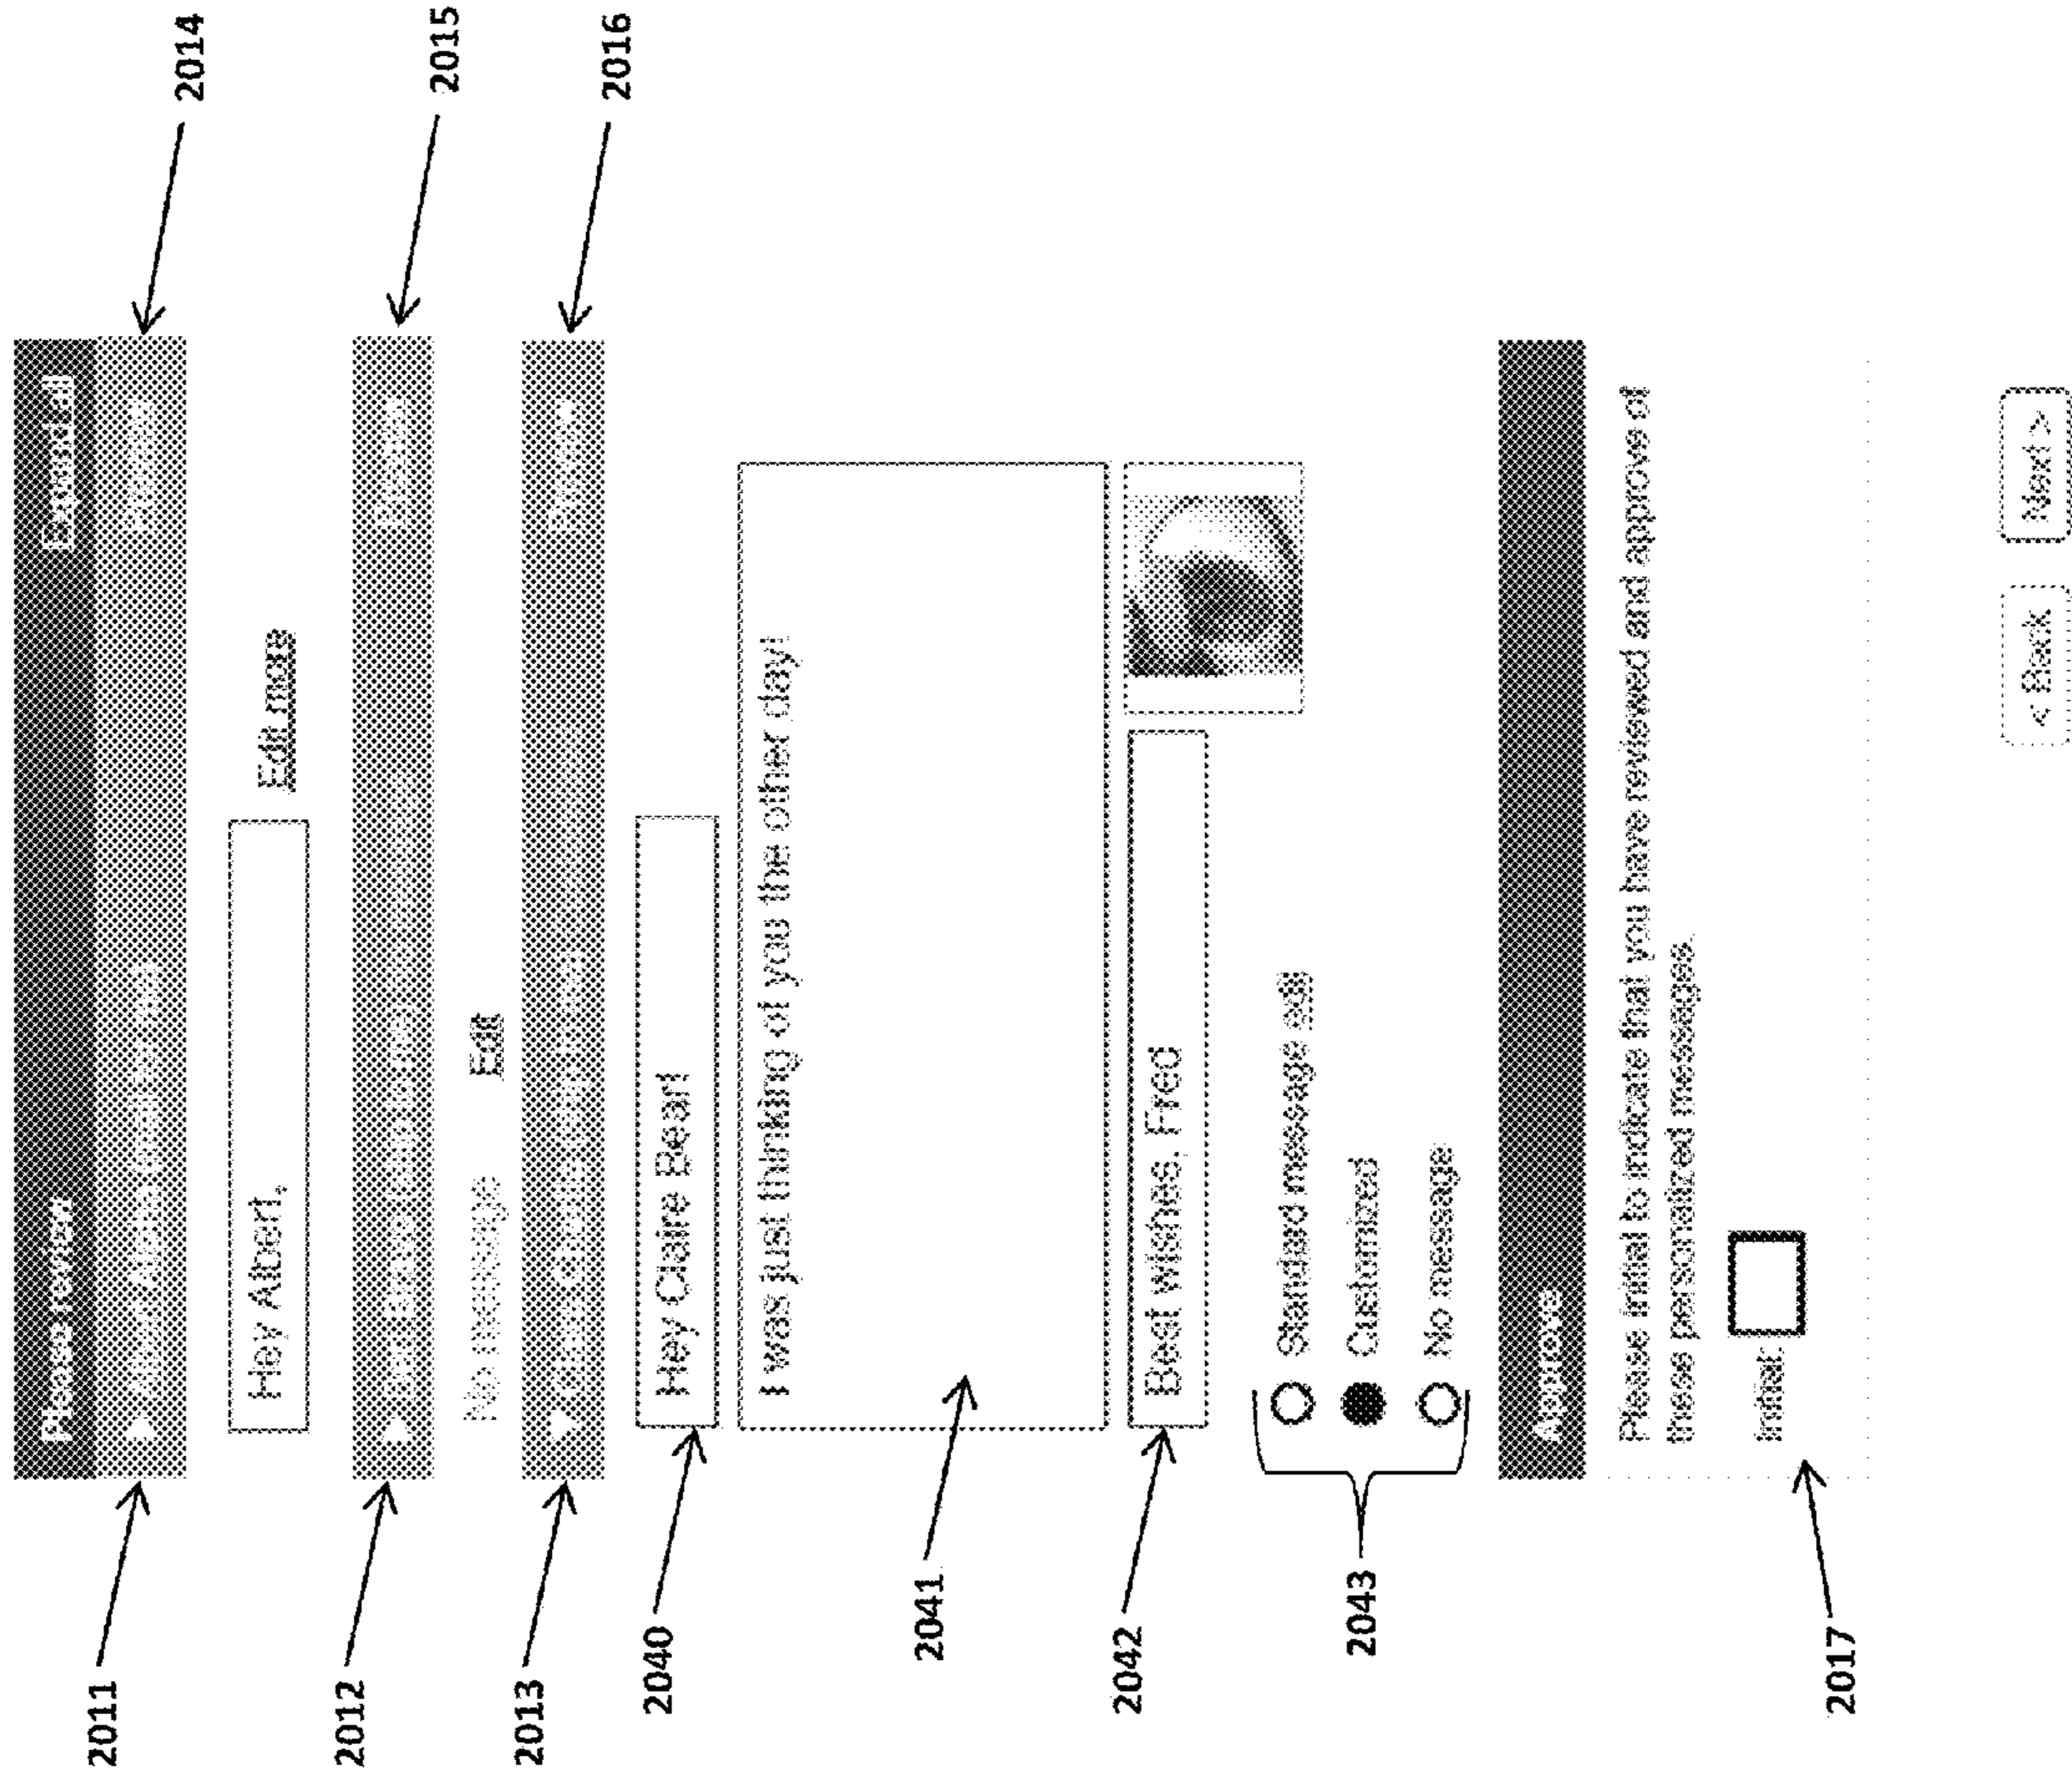 2014
2015
2016
Please review Expand all
Hey Albert,
Edit more
No message Edit
Hey Claire Bear!
I was just thinking of you the other day!
Best wishes, Fred
Standard message edit
Customized
No message
Approve
Please initial to indicate that you have reviewed and approve of
these personalized messages.
Initial:
< Back Next >
2011
2012
2013
2040
2041
2042
2043
2017